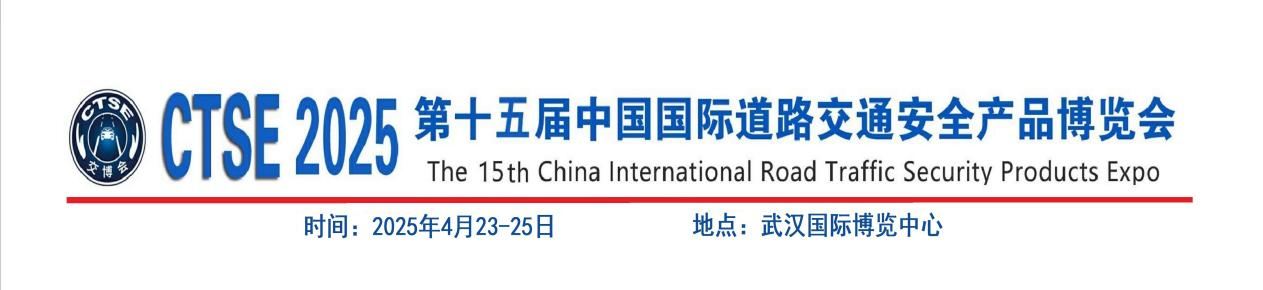 CTSE
交博会
CTSE 2025 第十五届中国国际道路交通安全产品博览会
The 15th China International Road Traffic Security Products Expo
时间：2025年4月23-25日 地点：武汉国际博览中心